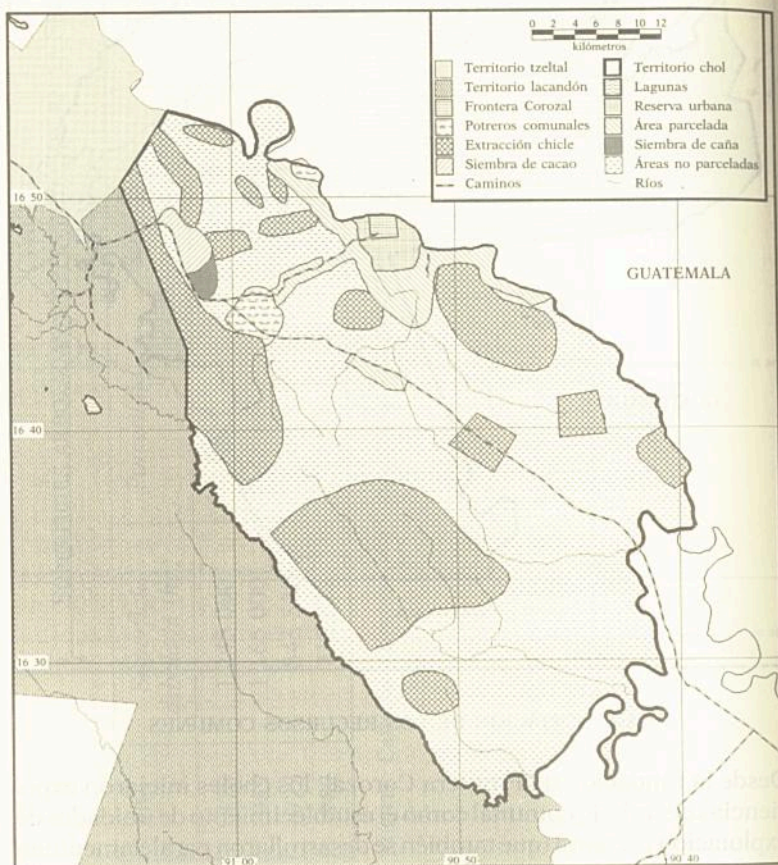 0 2 4 6 8 10 12
kilómetros
Territorio tzeltal
Territorio lacandón
Frontera Corozal
Potreros comunales
Extracción chicle
Siembra de cacao
Caminos
Territorio chol
Lagunas
Reserva urbana
Área parcelada
Siembra de caña
Áreas no parceladas
Ríos
16 50
GUATEMALA
16 40
16 30
91 00
90 50
90 40